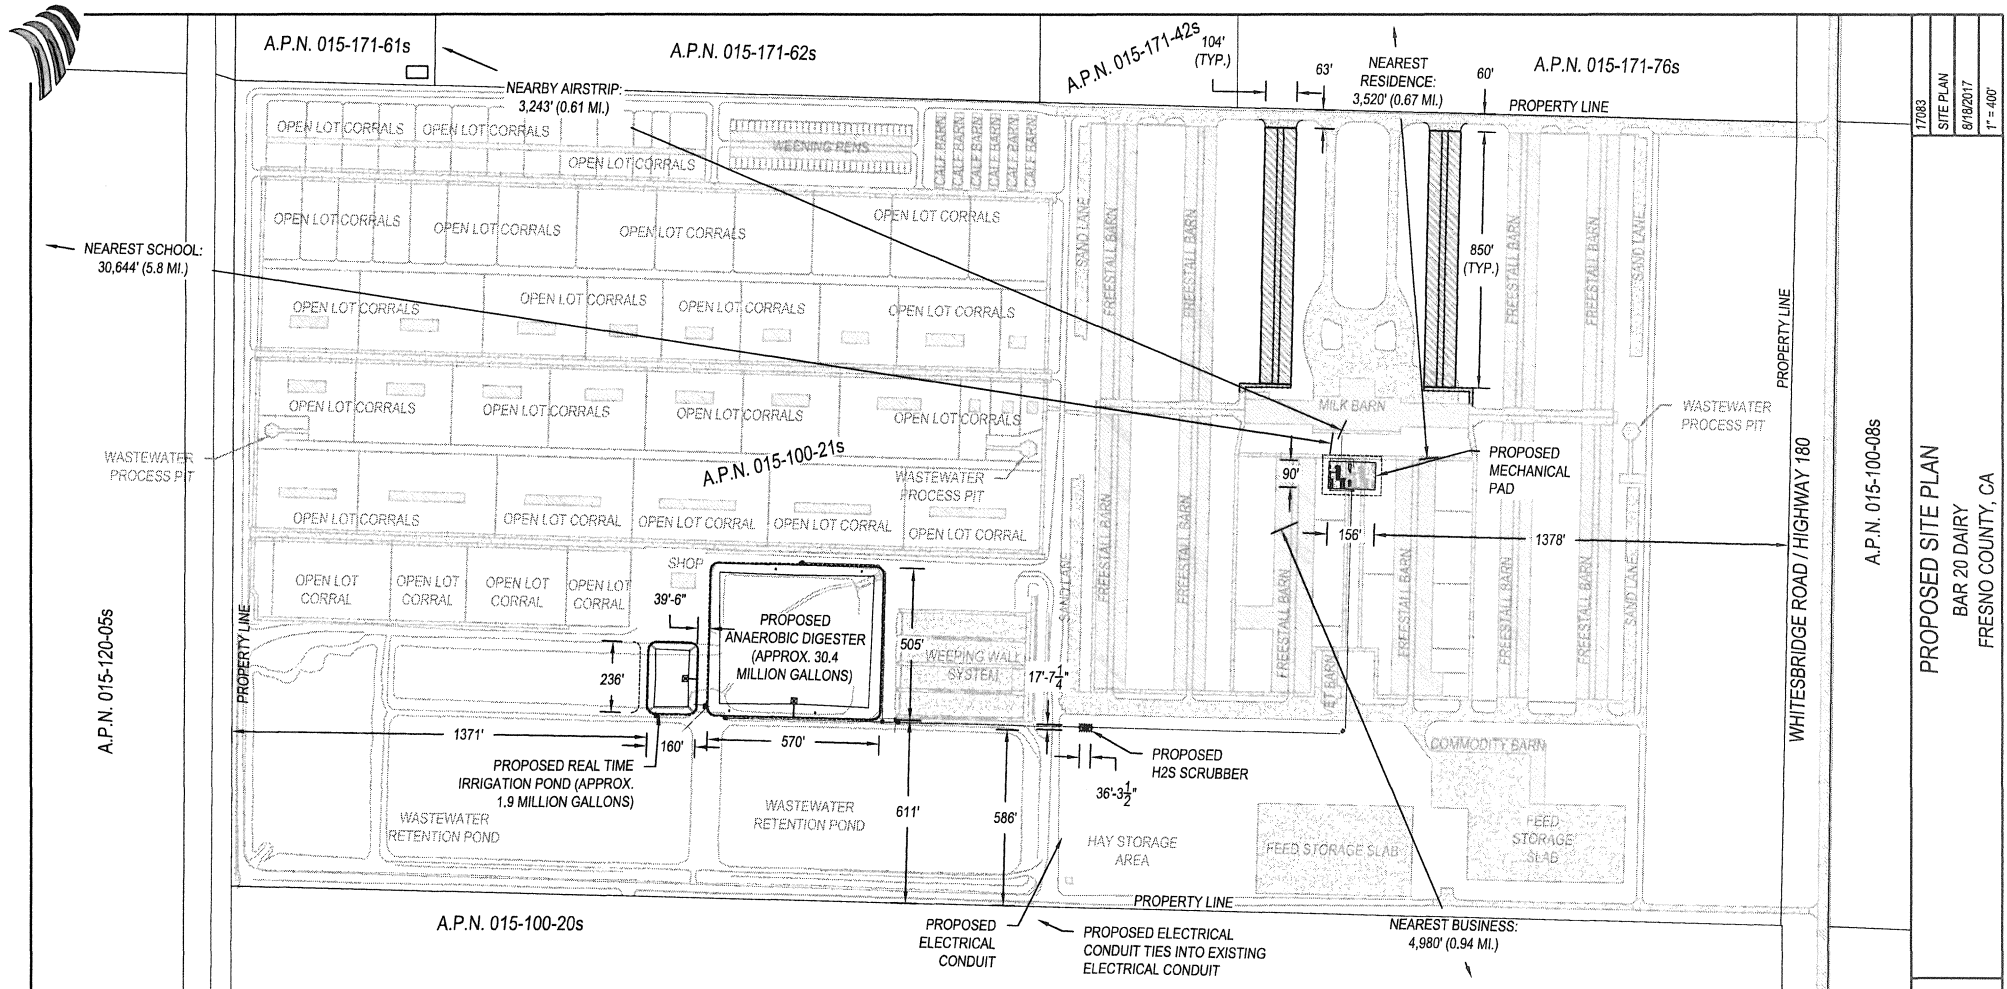 A.P.N. 015-171-61s
A.P.N. 015-171-62s
A.P.N. 015-171-42s
104'
(TYP.)
63'
NEAREST
RESIDENCE:
3,520' (0.67 MI.)
60'
A.P.N. 015-171-76s
PROPERTY LINE
NEARBY AIRSTRIP:
3,243' (0.61 MI.)
OPEN LOT CORRALS
OPEN LOT CORRALS
OPEN LOT CORRALS
WEENING PENS
CALF BARN
CALF BARN
CALF BARN
CALF BARN
CALF BARN
CALF BARN
OPEN LOT CORRALS
OPEN LOT CORRALS
OPEN LOT CORRALS
OPEN LOT CORRALS
NEAREST SCHOOL:
30,644' (5.8 MI.)
SAND LANE
FREESTALL BARN
FREESTALL BARN
850'
(TYP.)
FREESTALL BARN
FREESTALL BARN
SAND LANE
OPEN LOT CORRALS
OPEN LOT CORRALS
OPEN LOT CORRALS
OPEN LOT CORRALS
PROPERTY LINE
OPEN LOT CORRALS
OPEN LOT CORRALS
OPEN LOT CORRALS
OPEN LOT CORRALS
MILK BARN
WASTEWATER
PROCESS PIT
WASTEWATER
PROCESS PIT
A.P.N. 015-100-21s
WASTEWATER
PROCESS PIT
90'
PROPOSED
MECHANICAL
PAD
OPEN LOT CORRALS
OPEN LOT CORRAL
OPEN LOT CORRAL
OPEN LOT CORRAL
OPEN LOT CORRAL
FREESTALL BARN
FREESTALL BARN
156'
1378'
WHITESBRIDGE ROAD / HIGHWAY 180
A.P.N. 015-100-08s
OPEN LOT
CORRAL
OPEN LOT
CORRAL
OPEN LOT
CORRAL
OPEN LOT
CORRAL
SHOP
39'-6"
PROPOSED
ANAEROBIC DIGESTER
(APPROX. 30.4
MILLION GALLONS)
505'
SAND LANE
FREESTALL BARN
FREESTALL BARN
FREESTALL BARN
FREESTALL BARN
SAND LANE
WEEPING WALL
SYSTEM
17'-7 1/4"
VET BARN
A.P.N. 015-120-05s
PROPERTY LINE
236'
1371'
160'
570'
PROPOSED REAL TIME
IRRIGATION POND (APPROX.
1.9 MILLION GALLONS)
PROPOSED
H2S SCRUBBER
36'-3 1/2"
COMMODITY BARN
WASTEWATER
RETENTION POND
WASTEWATER
RETENTION POND
611'
586'
HAY STORAGE
AREA
FEED STORAGE SLAB
FEED
STORAGE
SLAB
PROPERTY LINE
A.P.N. 015-100-20s
PROPOSED
ELECTRICAL
CONDUIT
PROPOSED ELECTRICAL
CONDUIT TIES INTO EXISTING
ELECTRICAL CONDUIT
NEAREST BUSINESS:
4,980' (0.94 MI.)
17083
SITE PLAN
8/18/2017
1" = 400'
PROPOSED SITE PLAN
BAR 20 DAIRY
FRESNO COUNTY, CA